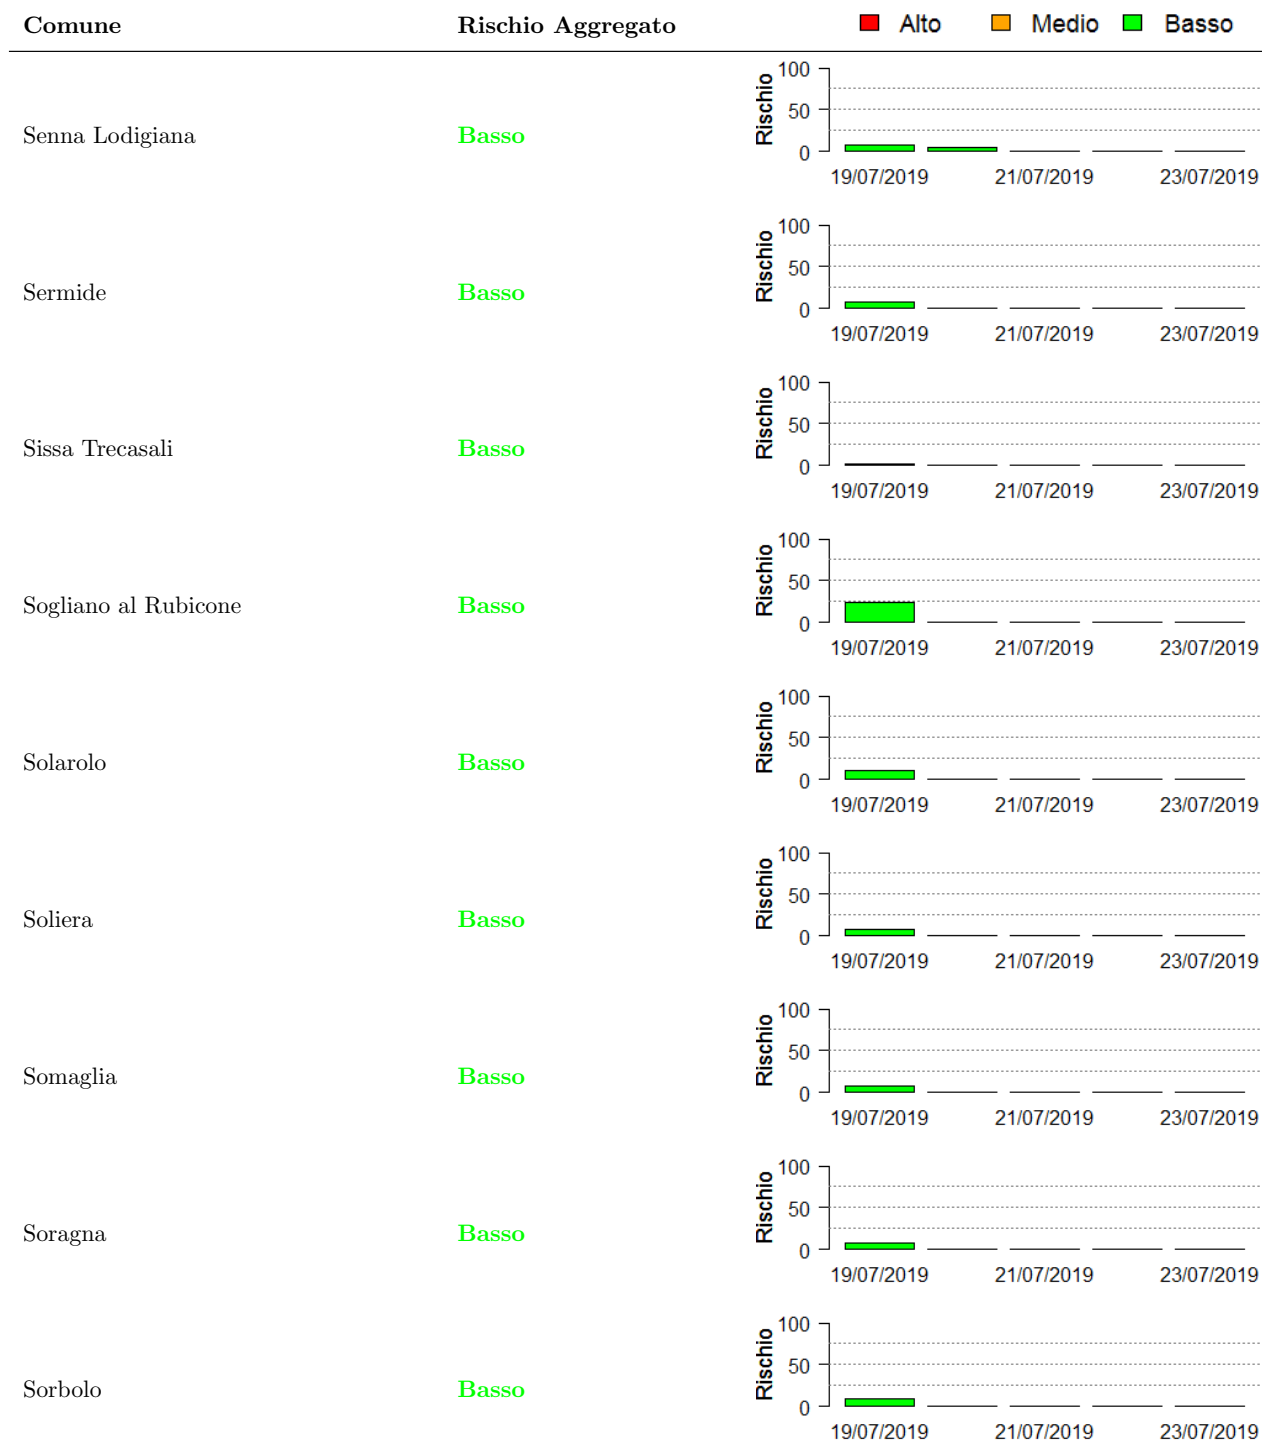 Comune Rischio Aggregato Alto Medio Basso
100
50
0
Rischio
Senna Lodigiana Basso
19/07/2019 21/07/2019 23/07/2019
100
50
0
Rischio
Sermide Basso
19/07/2019 21/07/2019 23/07/2019
100
50
0
Rischio
Sissa Trecasali Basso
19/07/2019 21/07/2019 23/07/2019
100
50
0
Rischio
Sogliano al Rubicone Basso
19/07/2019 21/07/2019 23/07/2019
100
50
0
Rischio
Solarolo Basso
19/07/2019 21/07/2019 23/07/2019
100
50
0
Rischio
Soliera Basso
19/07/2019 21/07/2019 23/07/2019
100
50
0
Rischio
Somaglia Basso
19/07/2019 21/07/2019 23/07/2019
100
50
0
Rischio
Soragna Basso
19/07/2019 21/07/2019 23/07/2019
100
50
0
Rischio
Sorbolo Basso
19/07/2019 21/07/2019 23/07/2019